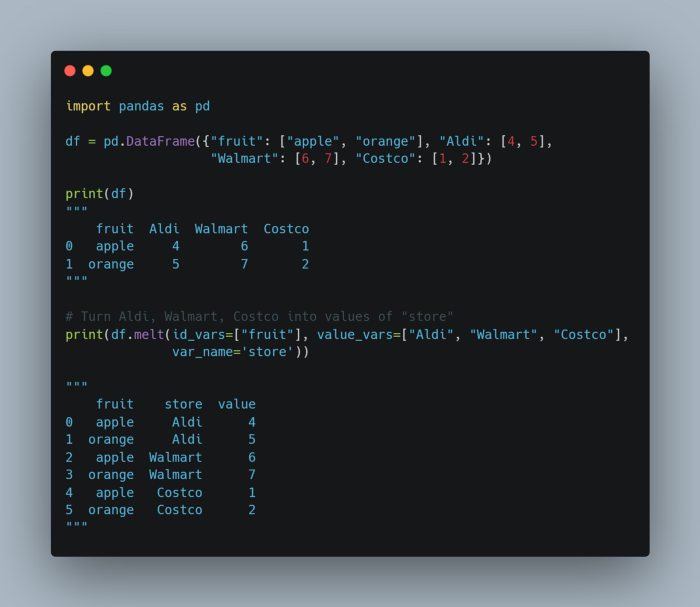 import pandas as pd
df = pd.DataFrame({"fruit": ["apple", "orange"], "Aldi": [4, 5],
                   "Walmart": [6, 7], "Costco": [1, 2]})
print(df)
"""
    fruit  Aldi  Walmart  Costco
0   apple     4        6       1
1  orange     5        7       2
"""
# Turn Aldi, Walmart, Costco into values of "store"
print(df.melt(id_vars=["fruit"], value_vars=["Aldi", "Walmart", "Costco"],
              var_name='store'))
"""
    fruit    store  value
0   apple     Aldi      4
1  orange     Aldi      5
2   apple  Walmart      6
3  orange  Walmart      7
4   apple   Costco      1
5  orange   Costco      2
"""